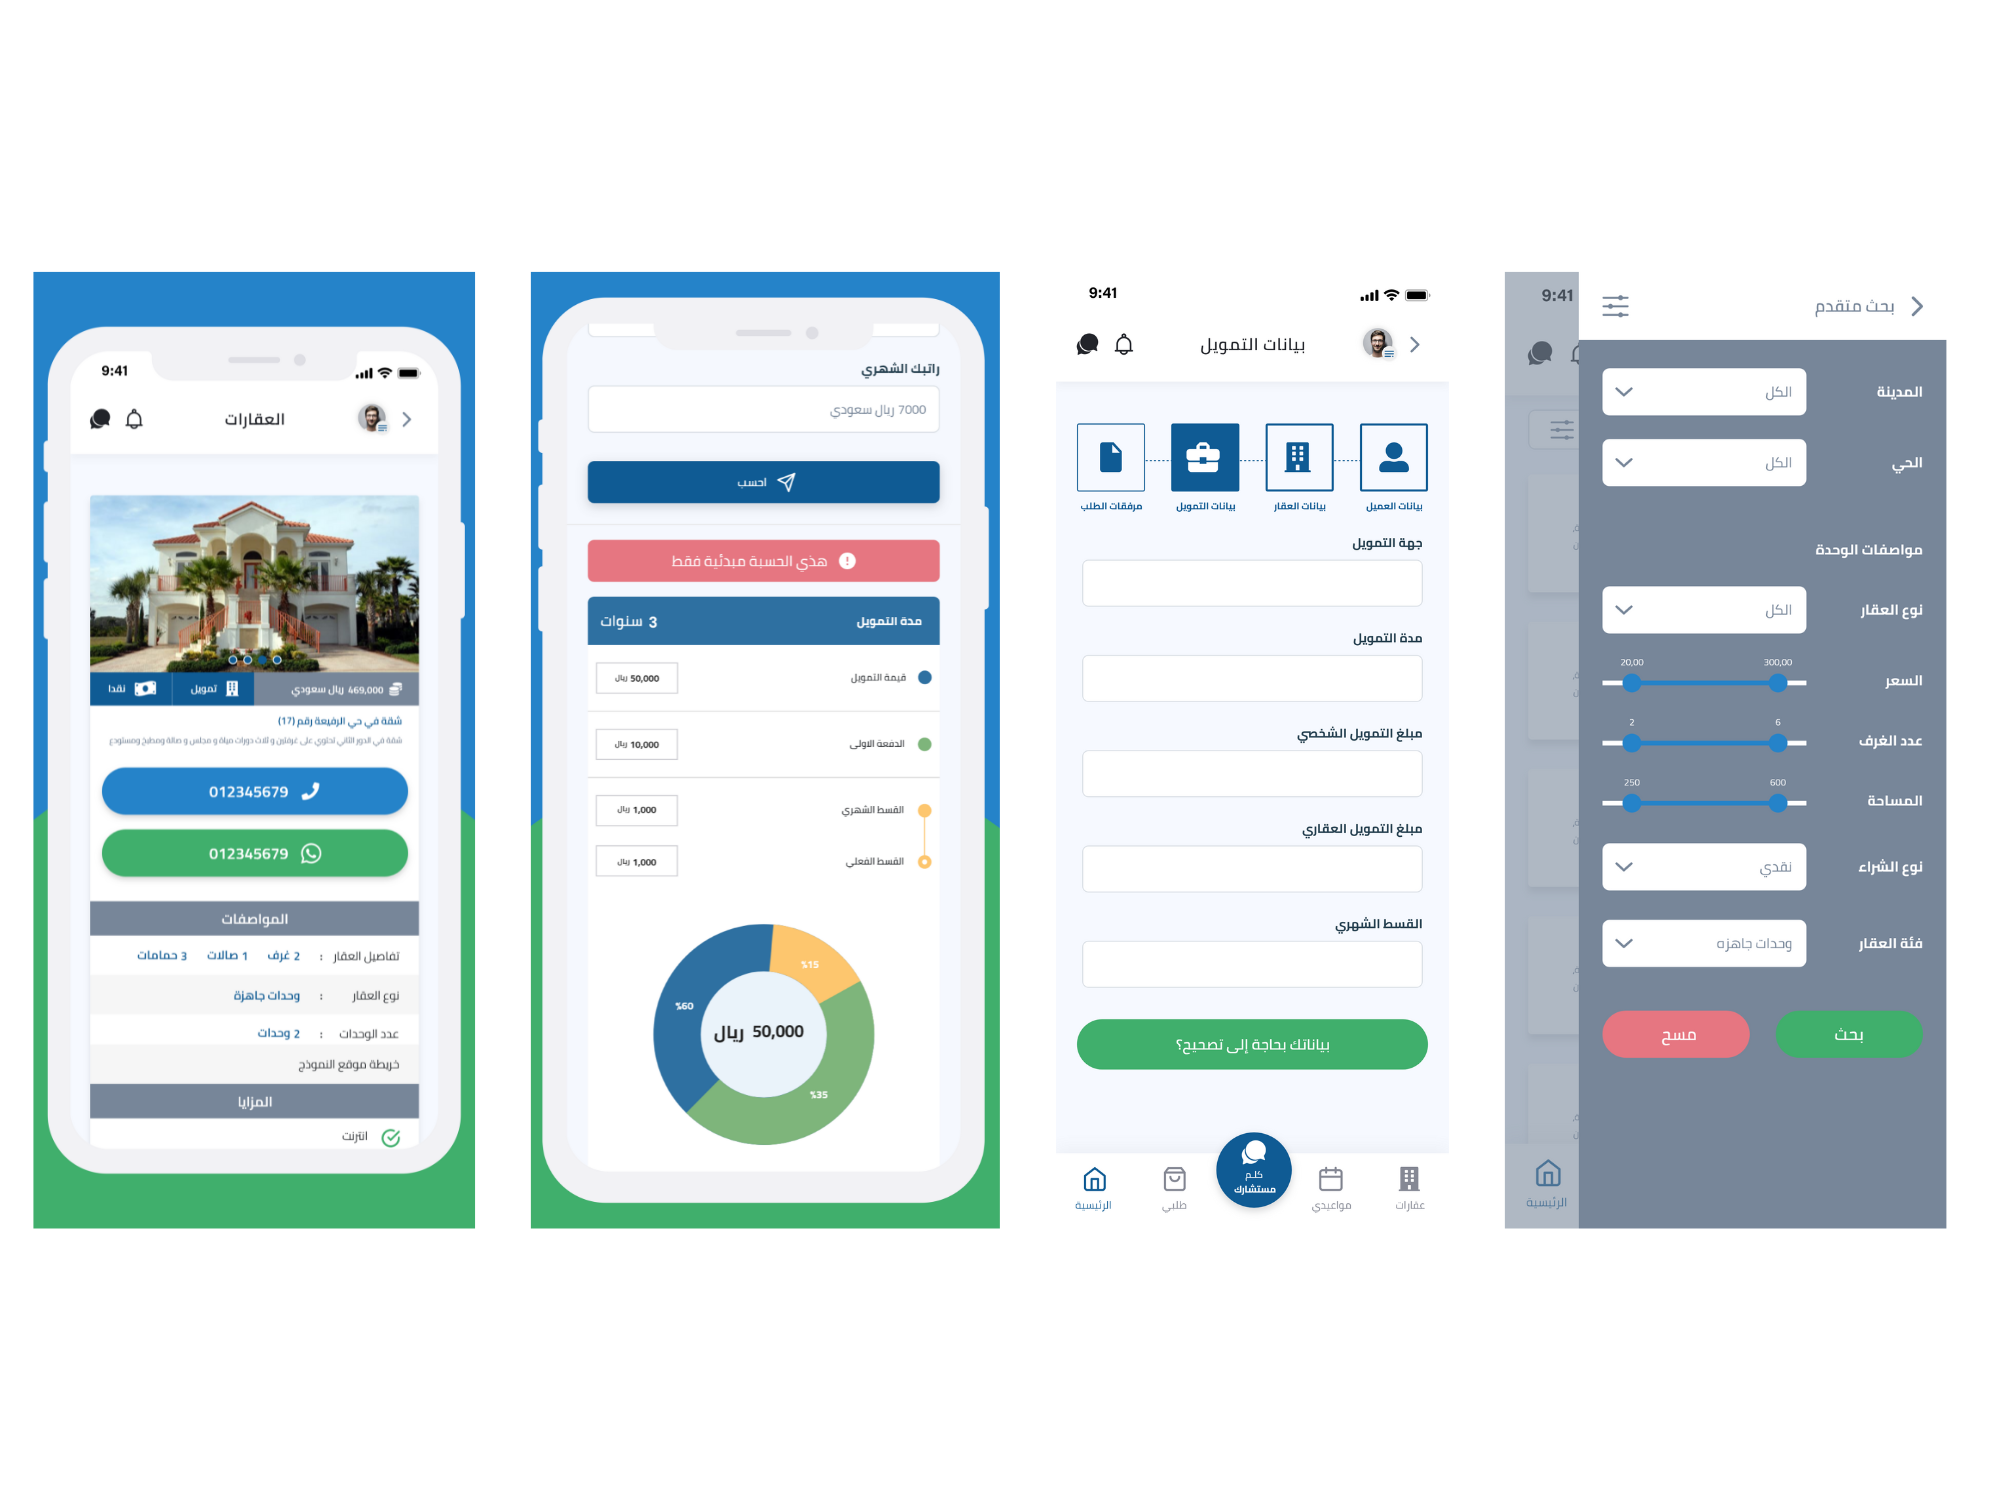 9:41
العقارات
469,000 ريال سعودي
تمويل
نقدا
شقة في حي الرفيعة رقم (17)
شقة في الدور الثاني تحتوي على غرفتين و ثلاث دورات مياة و مجلس و صالة ومطبخ ومستودع
012345679
012345679
المواصفات
تفاصيل العقار : 2 غرف 1 صالات 3 حمامات
نوع العقار : وحدات جاهزة
عدد الوحدات : 2 وحدات
خريطة موقع النموذج
المزايا
انترنت
راتبك الشهري
7000 ريال سعودي
احسب
هذي الحسبة مبدئية فقط
مدة التمويل 3 سنوات
قيمة التمويل 50,000 ريال
الدفعة الاولى 10,000 ريال
القسط الشهري 1,000 ريال
القسط الفعلي 1,000 ريال
%15
%60
50,000 ريال
%35
9:41
بيانات التمويل
بيانات العميل
بيانات العقار
بيانات التمويل
مرفقات الطلب
جهة التمويل
مدة التمويل
مبلغ التمويل الشخصي
مبلغ التمويل العقاري
القسط الشهري
بياناتك بحاجة إلى تصحيح؟
عقارات
مواعيدي
كلم
مستشارك
طلبي
الرئيسية
9:41
بحث متقدم
المدينة الكل
الحي الكل
مواصفات الوحدة
نوع العقار الكل
20,00 300,00
السعر
2 6
عدد الغرف
250 600
المساحة
نوع الشراء نقدي
فئة العقار وحدات جاهزه
بحث
مسح
الرئيسية